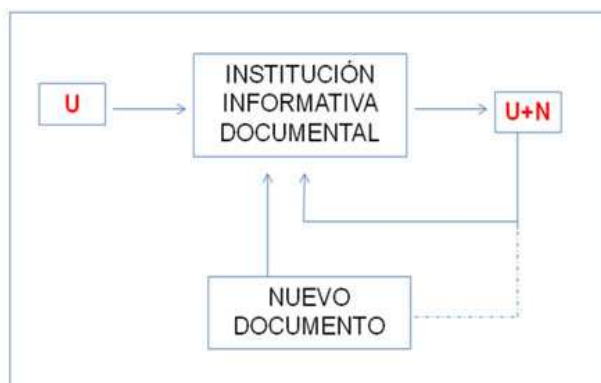 INSTITUCIÓN
INFORMATIVA
DOCUMENTAL
U
U+N
NUEVO
DOCUMENTO